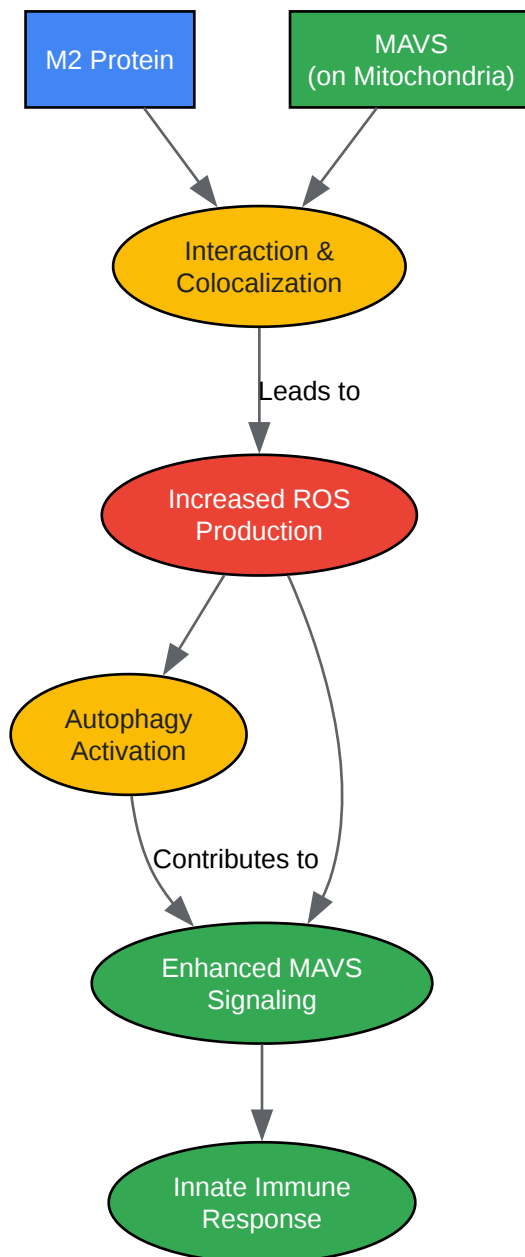 M2 Protein
MAVS
(on Mitochondria)
Interaction &
Colocalization
Leads to
Increased ROS
Production
Autophagy
Activation
Contributes to
Enhanced MAVS
Signaling
Innate Immune
Response